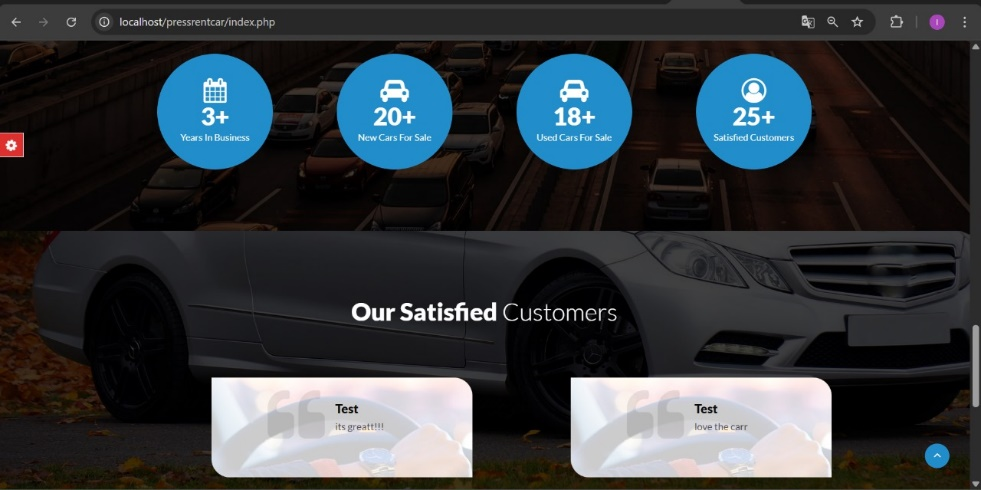 localhost/pressrentcar/index.php
3+
Years In Business
20+
New Cars For Sale
18+
Used Cars For Sale
25+
Satisfied Customers
Our Satisfied Customers
Test
its greatt!!!
Test
love the carr